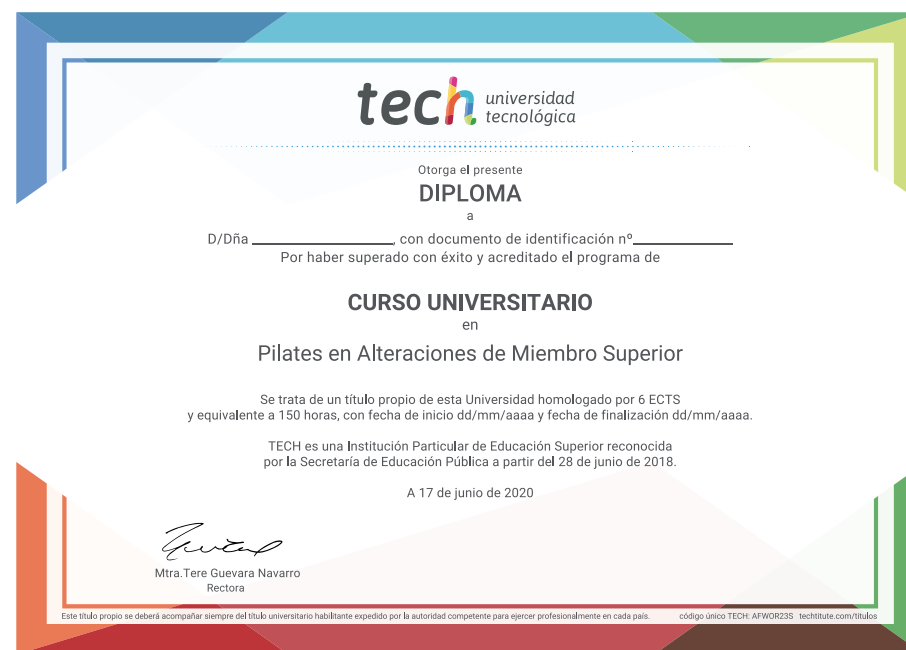 tech universidad
tecnológica
Otorga el presente
DIPLOMA
a
D/Dña ____________, con documento de identificación nº____________
Por haber superado con éxito y acreditado el programa de
CURSO UNIVERSITARIO
en
Pilates en Alteraciones de Miembro Superior
Se trata de un título propio de esta Universidad homologado por 6 ECTS
y equivalente a 150 horas, con fecha de inicio dd/mm/aaaa y fecha de finalización dd/mm/aaaa.
TECH es una Institución Particular de Educación Superior reconocida
por la Secretaría de Educación Pública a partir del 28 de junio de 2018.
A 17 de junio de 2020
Mtra.Tere Guevara Navarro
Rectora
Este título propio se deberá acompañar siempre del título universitario habilitante expedido por la autoridad competente para ejercer profesionalmente en cada país. código único TECH: AFWOR23S techtitute.com/titulos